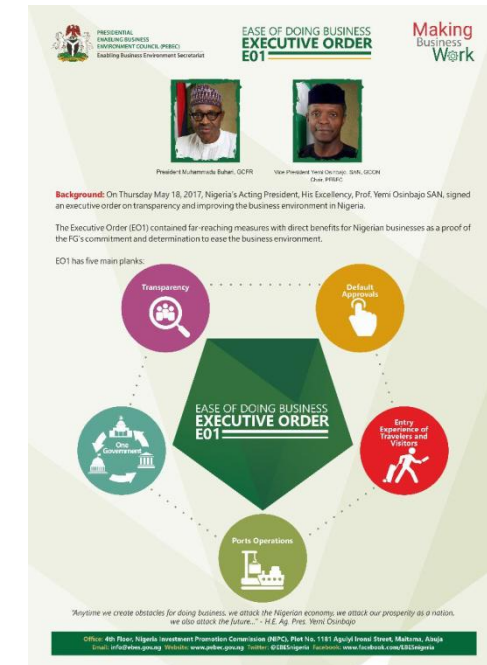 PRESIDENTIAL
ENABLING BUSINESS
ENVIRONMENT COUNCIL (PEBEC)
Enabling Business Environment Secretariat
EASE OF DOING BUSINESS
EXECUTIVE ORDER
E01
Making
Business
Work
President Muhammadu Buhari, GCFR
Vice President Yemi Osinbajo, SAN, GCON
Chair, PEBEC
Background: On Thursday May 18, 2017, Nigeria's Acting President, His Excellency, Prof. Yemi Osinbajo SAN, signed
an executive order on transparency and improving the business environment in Nigeria.
The Executive Order (EO1) contained far-reaching measures with direct benefits for Nigerian businesses as a proof of
the FG's commitment and determination to ease the business environment.
EO1 has five main planks:
Transparency
Default
Approvals
EASE OF DOING BUSINESS
EXECUTIVE ORDER
E01
One
Government
Entry
Experience of
Travelers and
Visitors
Ports Operations
"Anytime we create obstacles for doing business, we attack the Nigerian economy, we attack our prosperity as a nation,
we also attack the future..." - H.E. Ag. Pres. Yemi Osinbajo
Office: 4th Floor, Nigeria Investment Promotion Commission (NIPC), Plot No. 1181 Aguiyi Ironsi Street, Maitama, Abuja
Email: info@ebes.gov.ng Website: www.pebec.gov.ng Twitter: @EBESnigeria Facebook: www.facebook.com/EBESnigeria